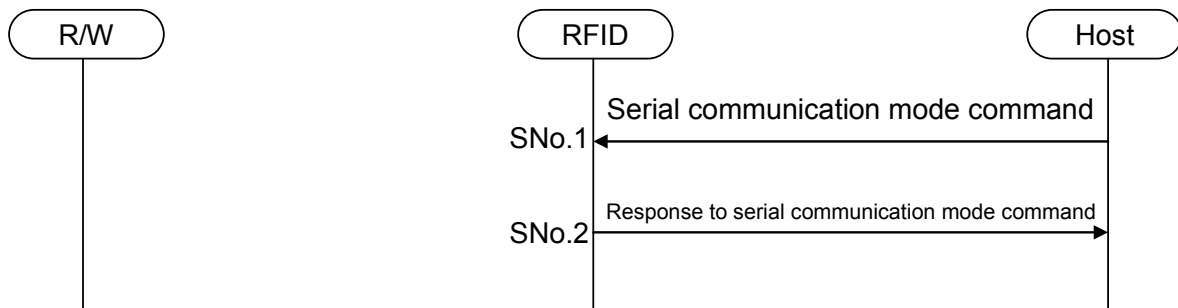 R/W
RFID
Host
Serial communication mode command
SNo.1
Response to serial communication mode command
SNo.2